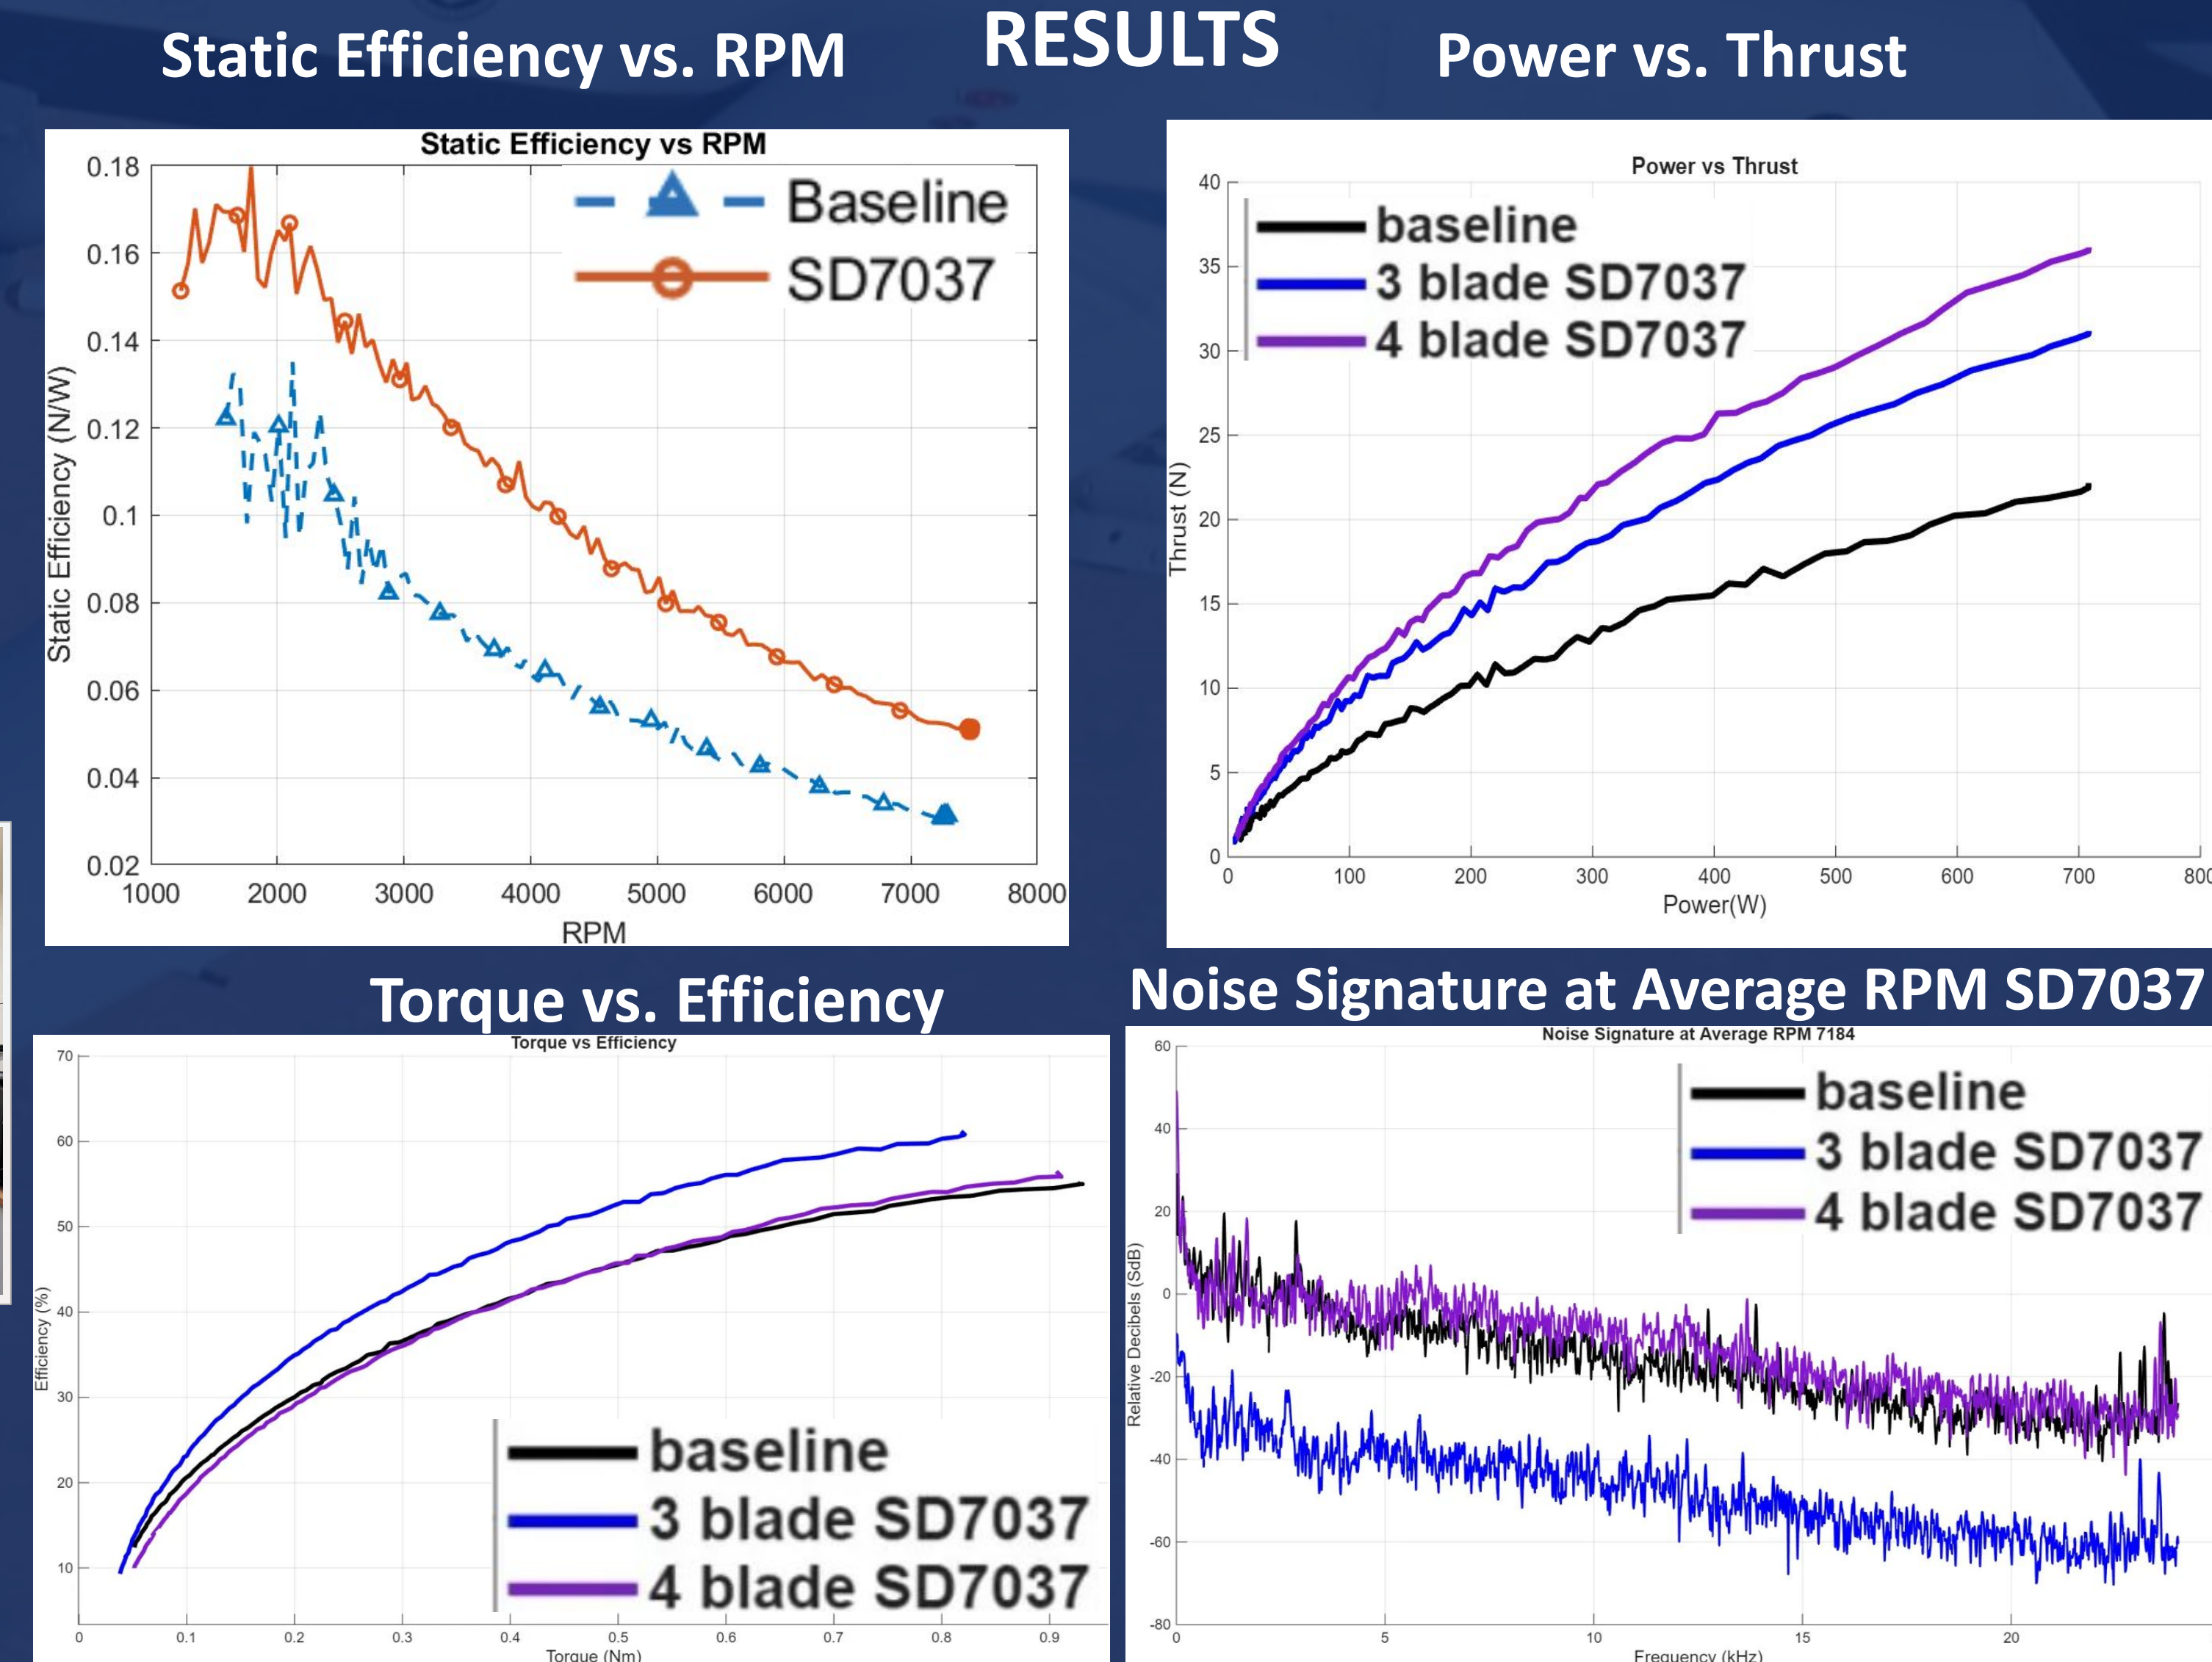 RESULTS
Static Efficiency vs. RPM
Power vs. Thrust
Static Efficiency vs RPM
Baseline
SD7037
Static Efficiency (N/W)
0.18
0.16
0.14
0.12
0.1
0.08
0.06
0.04
0.02
1000 2000 3000 4000 5000 6000 7000 8000
RPM
Power vs Thrust
baseline
3 blade SD7037
4 blade SD7037
Thrust (N)
40
35
30
25
20
15
10
5
0
0 100 200 300 400 500 600 700
Power(W)
Torque vs. Efficiency
Torque vs Efficiency
Efficiency (%)
70
60
50
40
30
20
10
0 0.1 0.2 0.3 0.4 0.5 0.6 0.7 0.8 0.9
Torque (Nm)
baseline
3 blade SD7037
4 blade SD7037
Noise Signature at Average RPM SD7037
Noise Signature at Average RPM 7184
baseline
3 blade SD7037
4 blade SD7037
Relative Decibels (SdB)
60
40
20
0
-20
-40
-60
-80
0 5 10 15 20
Frequency (kHz)